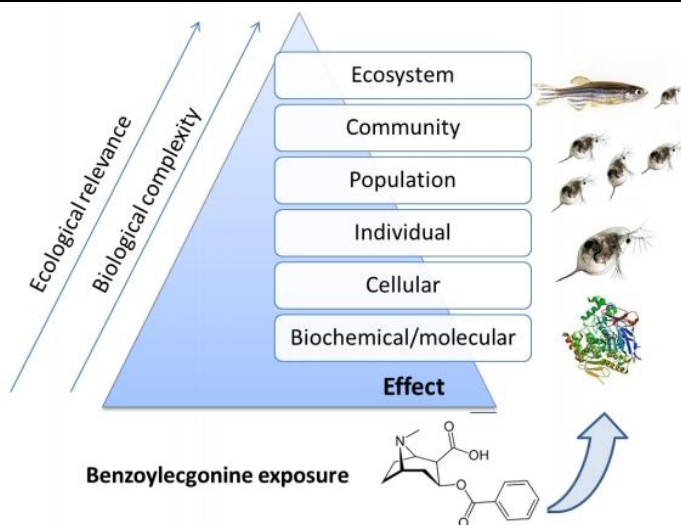 Ecological relevance
Biological complexity
Ecosystem
Community
Population
Individual
Cellular
Biochemical/molecular
Effect
Benzoylecgonine exposure
N
O
OH
O
O